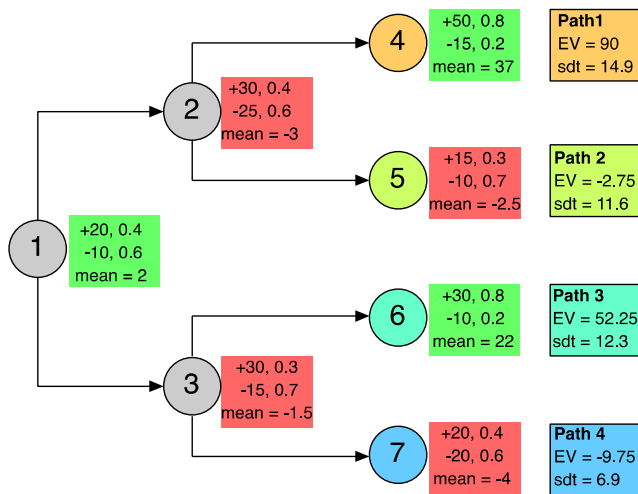 4
+50, 0.8
-15, 0.2
mean = 37
Path1
EV = 90
sdt = 14.9
2
+30, 0.4
-25, 0.6
mean = -3
5
+15, 0.3
-10, 0.7
mean = -2.5
Path 2
EV = -2.75
sdt = 11.6
1
+20, 0.4
-10, 0.6
mean = 2
6
+30, 0.8
-10, 0.2
mean = 22
Path 3
EV = 52.25
sdt = 12.3
3
+30, 0.3
-15, 0.7
mean = -1.5
7
+20, 0.4
-20, 0.6
mean = -4
Path 4
EV = -9.75
sdt = 6.9